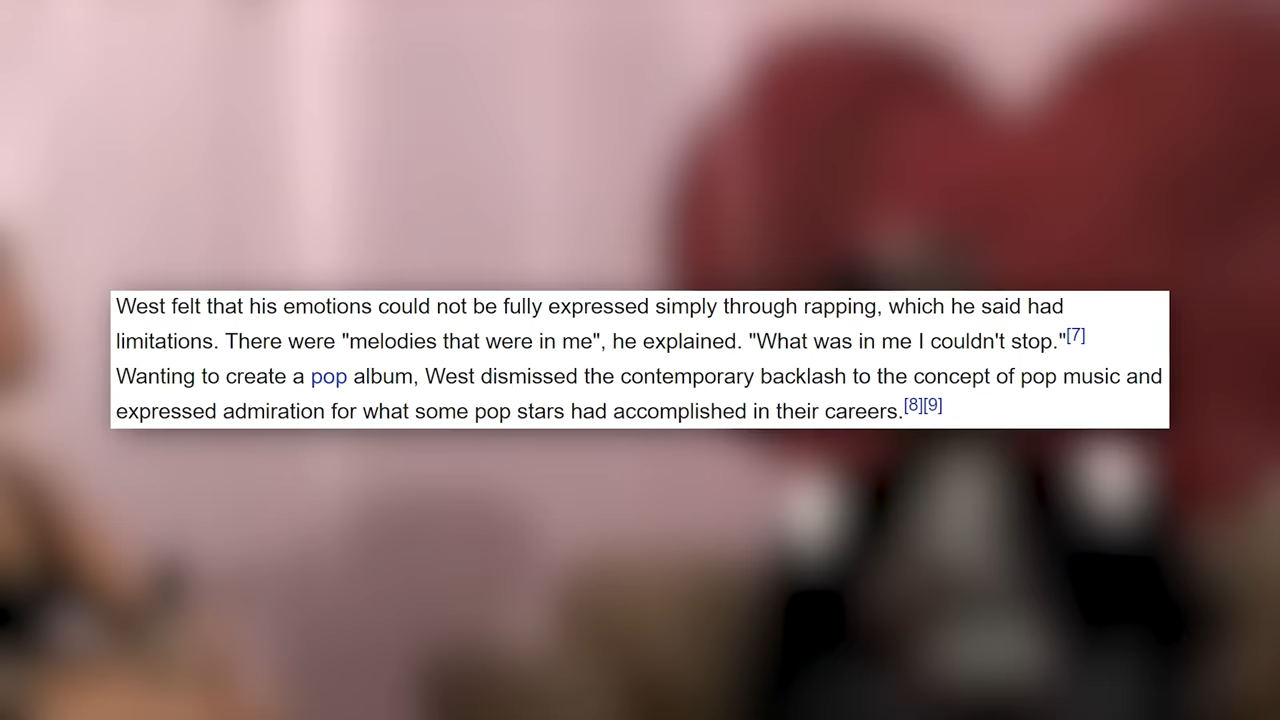 West felt that his emotions could not be fully expressed simply through rapping, which he said had
limitations. There were "melodies that were in me", he explained. "What was in me I couldn't stop."[7]
Wanting to create a pop album, West dismissed the contemporary backlash to the concept of pop music and
expressed admiration for what some pop stars had accomplished in their careers.[8][9]